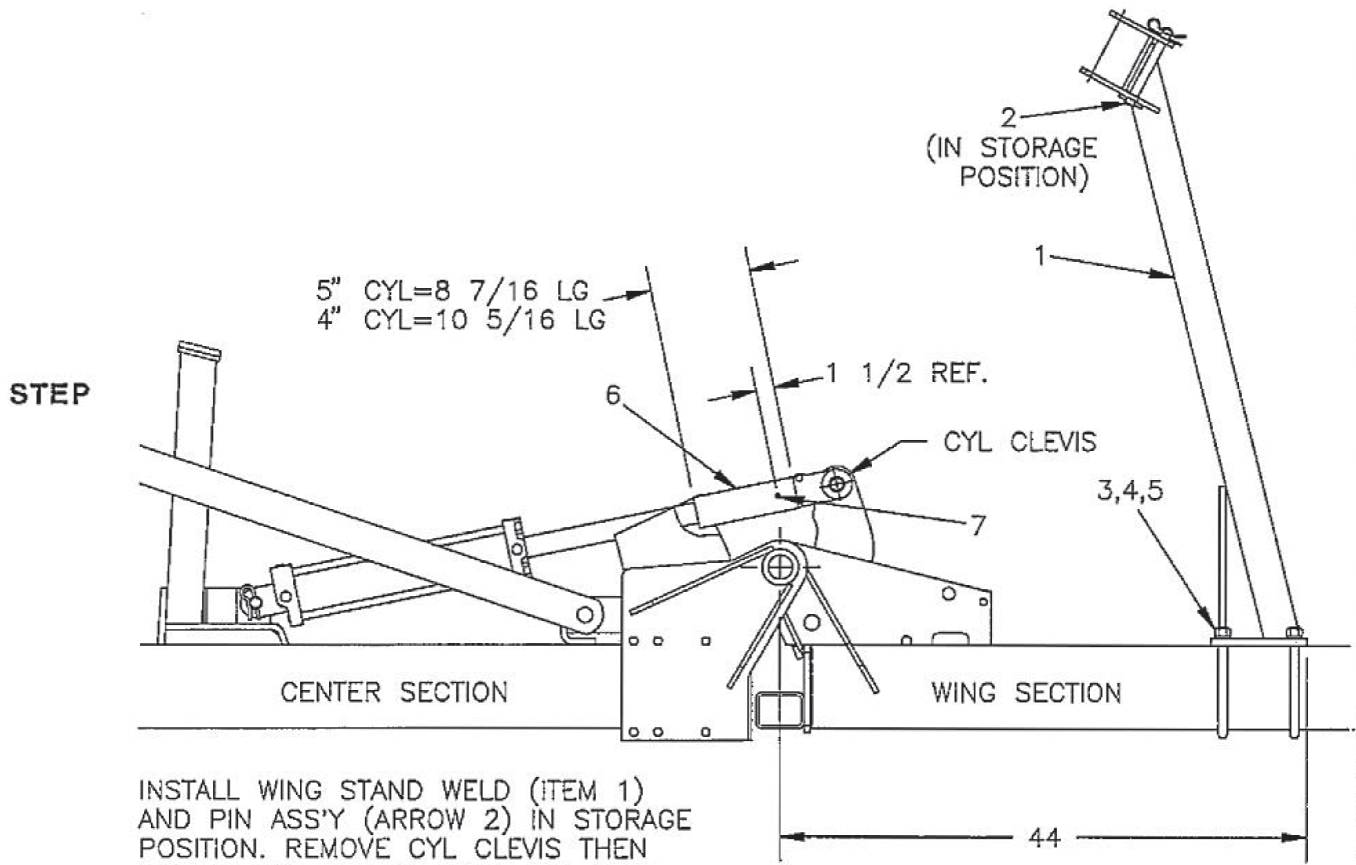 2
(IN STORAGE
POSITION)
1
5" CYL=8 7/16 LG
4" CYL=10 5/16 LG
1 1/2 REF.
STEP
6
CYL CLEVIS
3,4,5
7
CENTER SECTION
WING SECTION
INSTALL WING STAND WELD (ITEM 1)
AND PIN ASS'Y (ARROW 2) IN STORAGE
POSITION. REMOVE CYL CLEVIS THEN
44